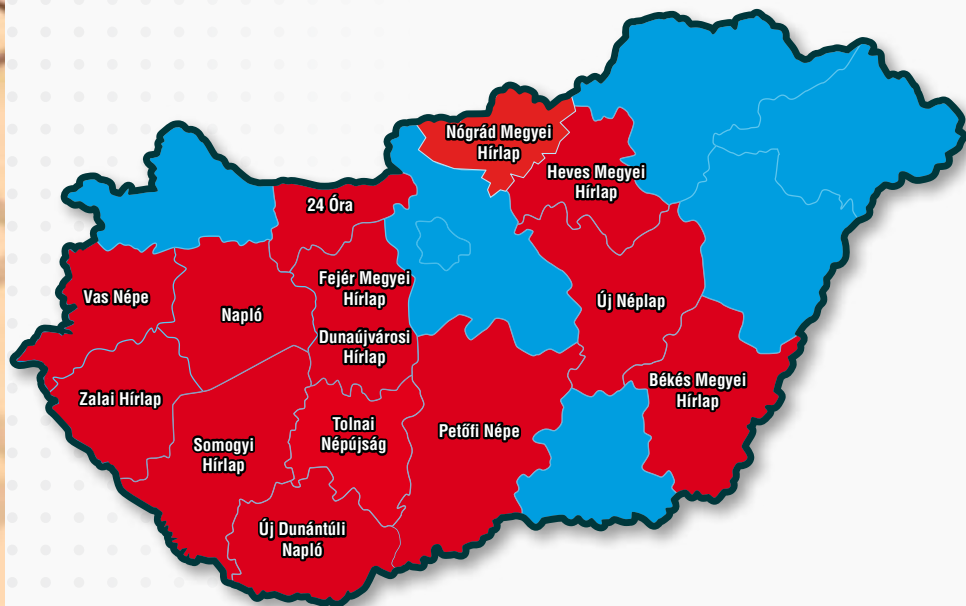 Nógrád Megyei
Hírlap
Heves Megyei
Hírlap
24 Óra
Fejér Megyei
Hírlap
Vas Népe
Napló
Új Néplap
Dunaújvárosi
Hírlap
Békés Megyei
Hírlap
Zalai Hírlap
Tolnai
Népújság
Petőfi Népe
Somogyi
Hírlap
Új Dunántúli
Napló